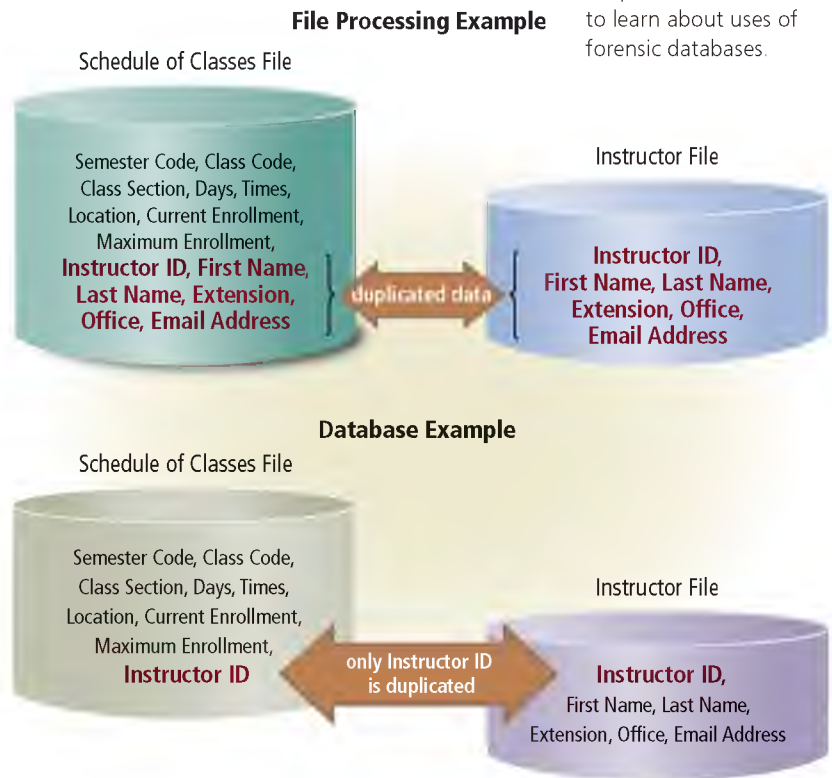 to learn about uses of
forensic databases.
File Processing Example
Schedule of Classes File
Semester Code, Class Code,
Class Section, Days, Times,
Location, Current Enrollment,
Maximum Enrollment,
Instructor ID, First Name,
Last Name, Extension,
Office, Email Address
duplicated data
Instructor File
Instructor ID,
First Name, Last Name,
Extension, Office,
Email Address
Database Example
Schedule of Classes File
Semester Code, Class Code,
Class Section, Days, Times,
Location, Current Enrollment,
Maximum Enrollment,
Instructor ID
only Instructor ID
is duplicated
Instructor File
Instructor ID,
First Name, Last Name,
Extension, Office, Email Address